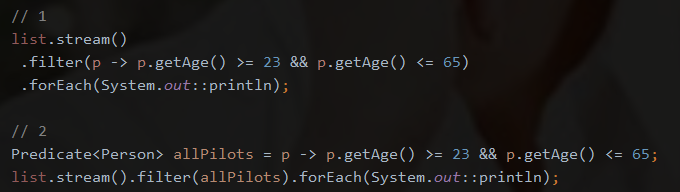 // 1
list.stream()
.filter(p -> p.getAge() >= 23 && p.getAge() <= 65)
.forEach(System.out::println);
// 2
Predicate<Person> allPilots = p -> p.getAge() >= 23 && p.getAge() <= 65;
list.stream().filter(allPilots).forEach(System.out::println);